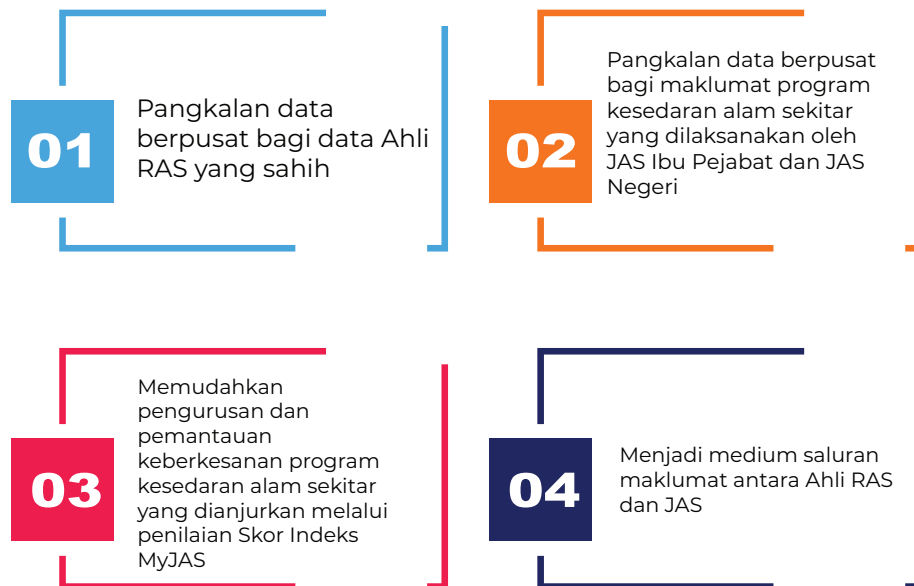 01
Pangkalan data
berpusat bagi data Ahli
RAS yang sahih
02
Pangkalan data berpusat
bagi maklumat program
kesedaran alam sekitar
yang dilaksanakan oleh
JAS Ibu Pejabat dan JAS
Negeri
03
Memudahkan
pengurusan dan
pemantauan
keberkesanan program
kesedaran alam sekitar
yang dianjurkan melalui
penilaian Skor Indeks
MyJAS
04
Menjadi medium saluran
maklumat antara Ahli RAS
dan JAS